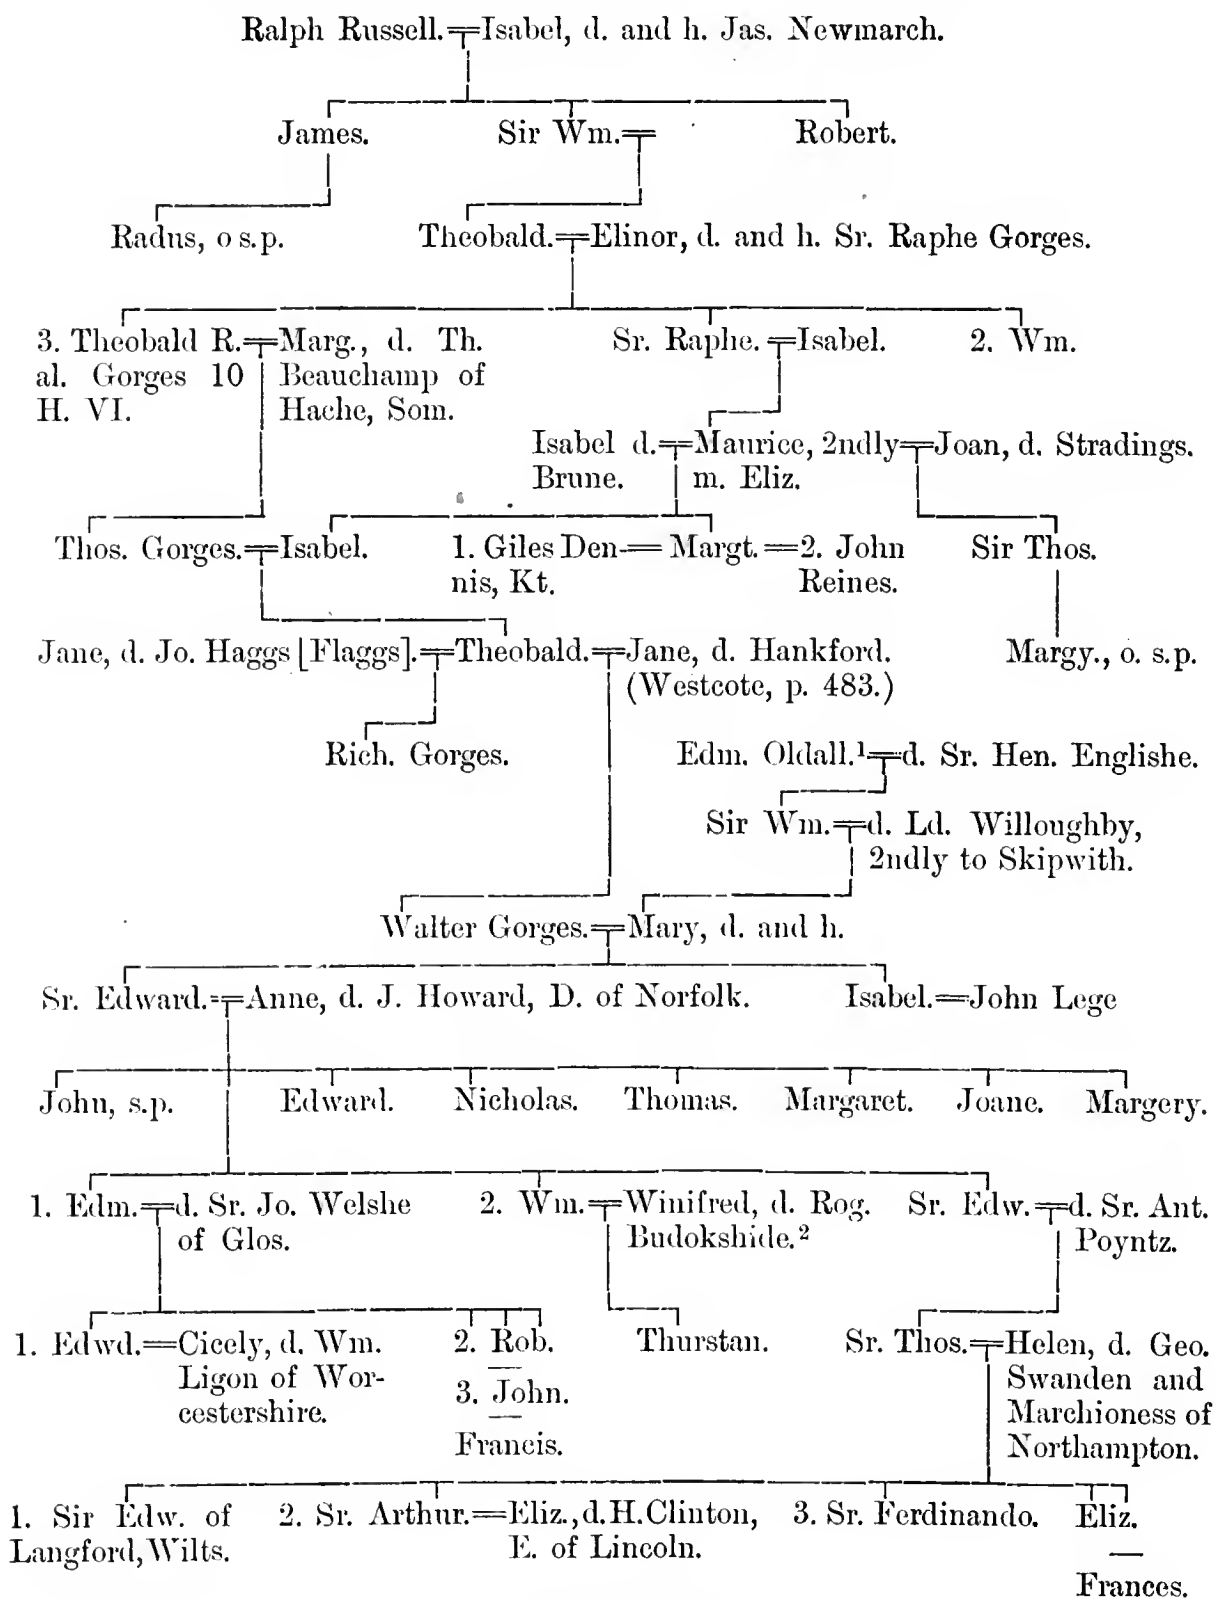 Ralph Russell.=Isabel, d. and h. Jas. Newmarch.
James. Sir Wm.= Robert.
Radus, o s.p. Theobald.=Elinor, d. and h. Sr. Raphe Gorges.
3. Theobald R.=Marg., d. Th. Sr. Raphe.=Isabel. 2. Wm.
al. Gorges 10 Beauchamp of
H. VI. Hache, Som.
Isabel d.=Maurice, 2ndly=Joan, d. Stradings.
Brune. m. Eliz.
Thos. Gorges.=Isabel. 1. Giles Den-=Margt.=2. John Sir Thos.
nis, Kt. Reines.
Jane, d. Jo. Haggs [Flaggs].=Theobald.=Jane, d. Hankford. Margy., o. s.p.
(Westcote, p. 483.)
Rich. Gorges. Edm. Oldall.¹=d. Sr. Hen. Englishe.
Sir Wm.=d. Ld. Willoughby,
2ndly to Skipwith.
Walter Gorges.=Mary, d. and h.
Sr. Edward.=Anne, d. J. Howard, D. of Norfolk. Isabel.=John Lege
John, s.p. Edward. Nicholas. Thomas. Margaret. Joane. Margery.
1. Edm.=d. Sr. Jo. Welshe 2. Wm.=Winifred, d. Rog. Sr. Edw.=d. Sr. Ant.
of Glos. Budokshide.² Poyntz.
1. Edwd.=Cicely, d. Wm. 2. Rob. Thurstan. Sr. Thos.=Helen, d. Geo.
Ligon of Wor- 3. John. Swanden and
cestershire. Marchioness of
Francis. Northampton.
1. Sir Edw. of 2. Sr. Arthur.=Eliz., d. H. Clinton, 3. Sr. Ferdinando. Eliz.
Langford, Wilts. E. of Lincoln.
Frances.